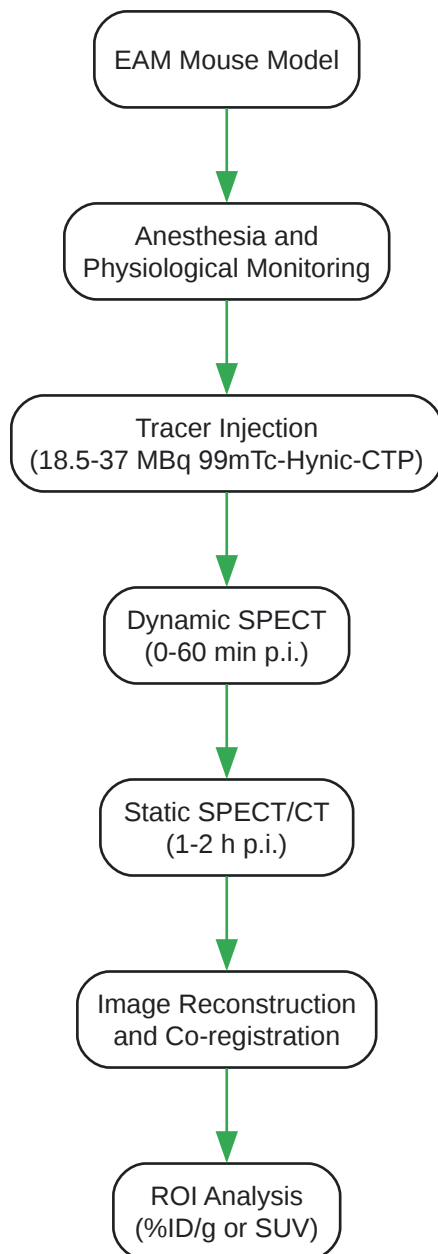 EAM Mouse Model
Anesthesia and
Physiological Monitoring
Tracer Injection
(18.5-37 MBq 99mTc-Hynic-CTP)
Dynamic SPECT
(0-60 min p.i.)
Static SPECT/CT
(1-2 h p.i.)
Image Reconstruction
and Co-registration
ROI Analysis
(%ID/g or SUV)